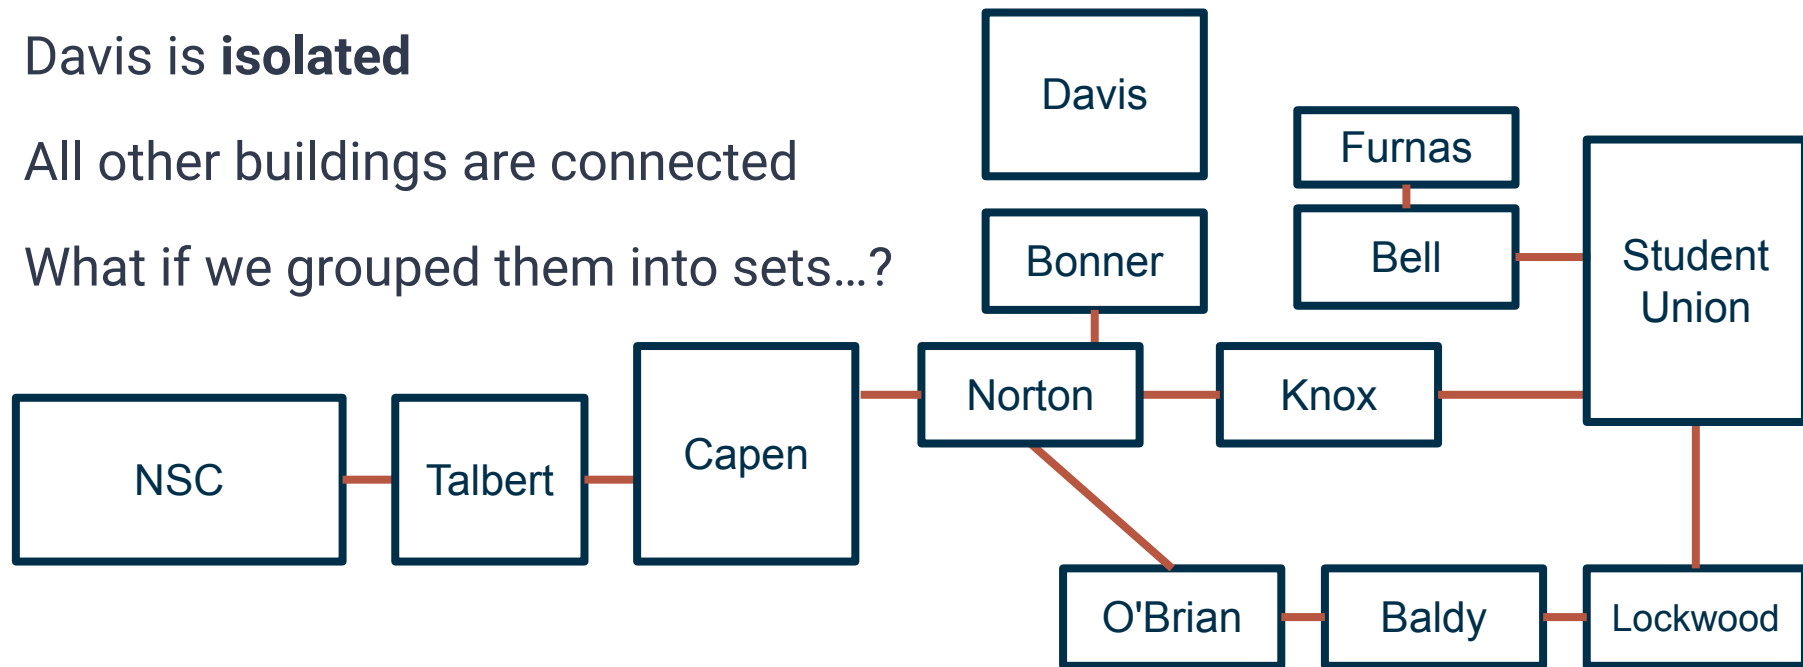 Davis is isolated
All other buildings are connected
What if we grouped them into sets…?
Davis
Furnas
Bonner
Bell
Student
Union
NSC
Talbert
Capen
Norton
Knox
O'Brian
Baldy
Lockwood